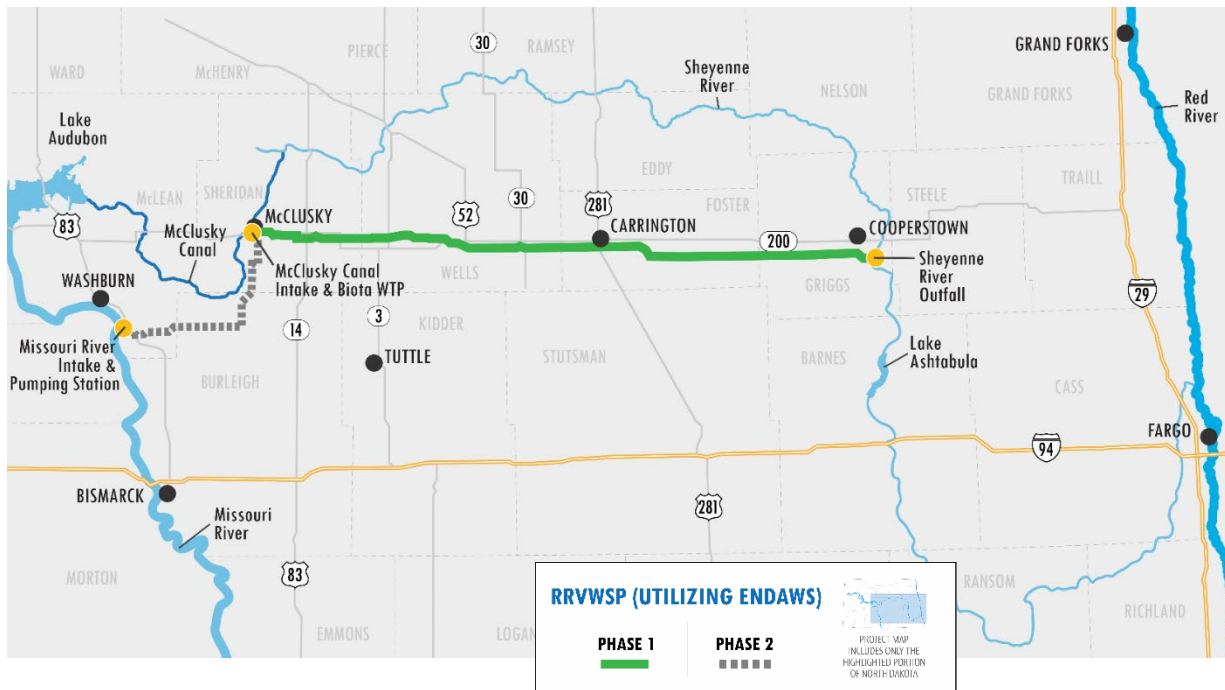 30
RAMSEY
PIERCE
GRAND FORKS
WARD
McHENRY
Sheyenne
River
NELSON
GRAND FORKS
Red
River
Lake
Audubon
EDDY
McLEAN
SHERIDAN
STEELE
TRAILL
281
30
FOSTER
83
McCLUSKY
52
CARRINGTON
200
COOPERSTOWN
McClusky
Canal
McClusky Canal
Intake & Biota WTP
WELLS
Sheyenne
River
Outfall
WASHBURN
GRIGGS
29
14
3
KIDDER
Missouri River
Intake &
Pumping Station
TUTTLE
STUTSMAN
BARNES
Lake
Ashtabula
BURLEIGH
CASS
FARGO
94
BISMARCK
281
Missouri
River
MORTON
83
RANSOM
RICHLAND
EMMONS
LOGAN
RRVWSP (UTILIZING ENDAWS)
PHASE 1
PHASE 2
PROJECT MAP
INCLUDES ONLY THE
HIGHLIGHTED PORTION
OF NORTH DAKOTA